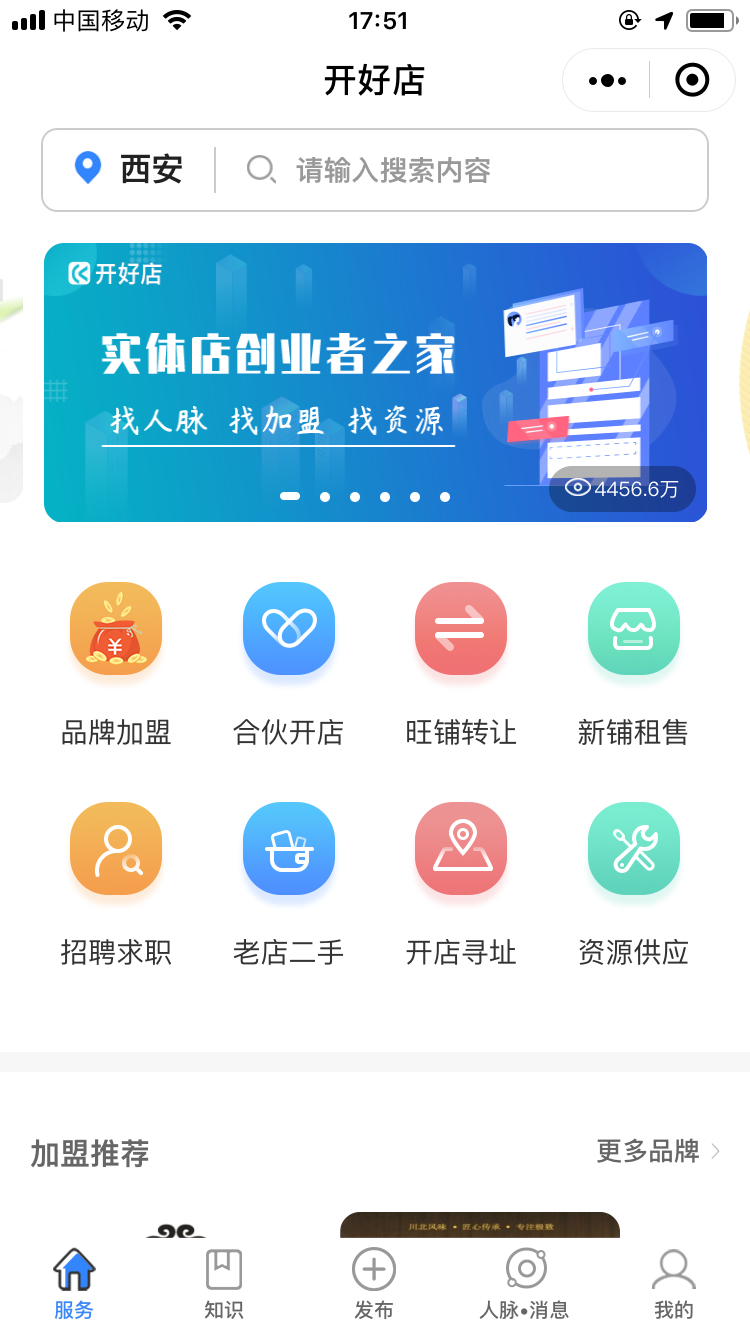 中国移动 17:51
开好店
西安 请输入搜索内容
开好店
实体店创业者之家
找人脉 找加盟 找资源
4456.6万
品牌加盟 合伙开店 旺铺转让 新铺租售
招聘求职 老店二手 开店寻址 资源供应
加盟推荐 更多品牌
川北风味 • 匠心传承 • 专注极致
服务 知识 发布 人脉•消息 我的